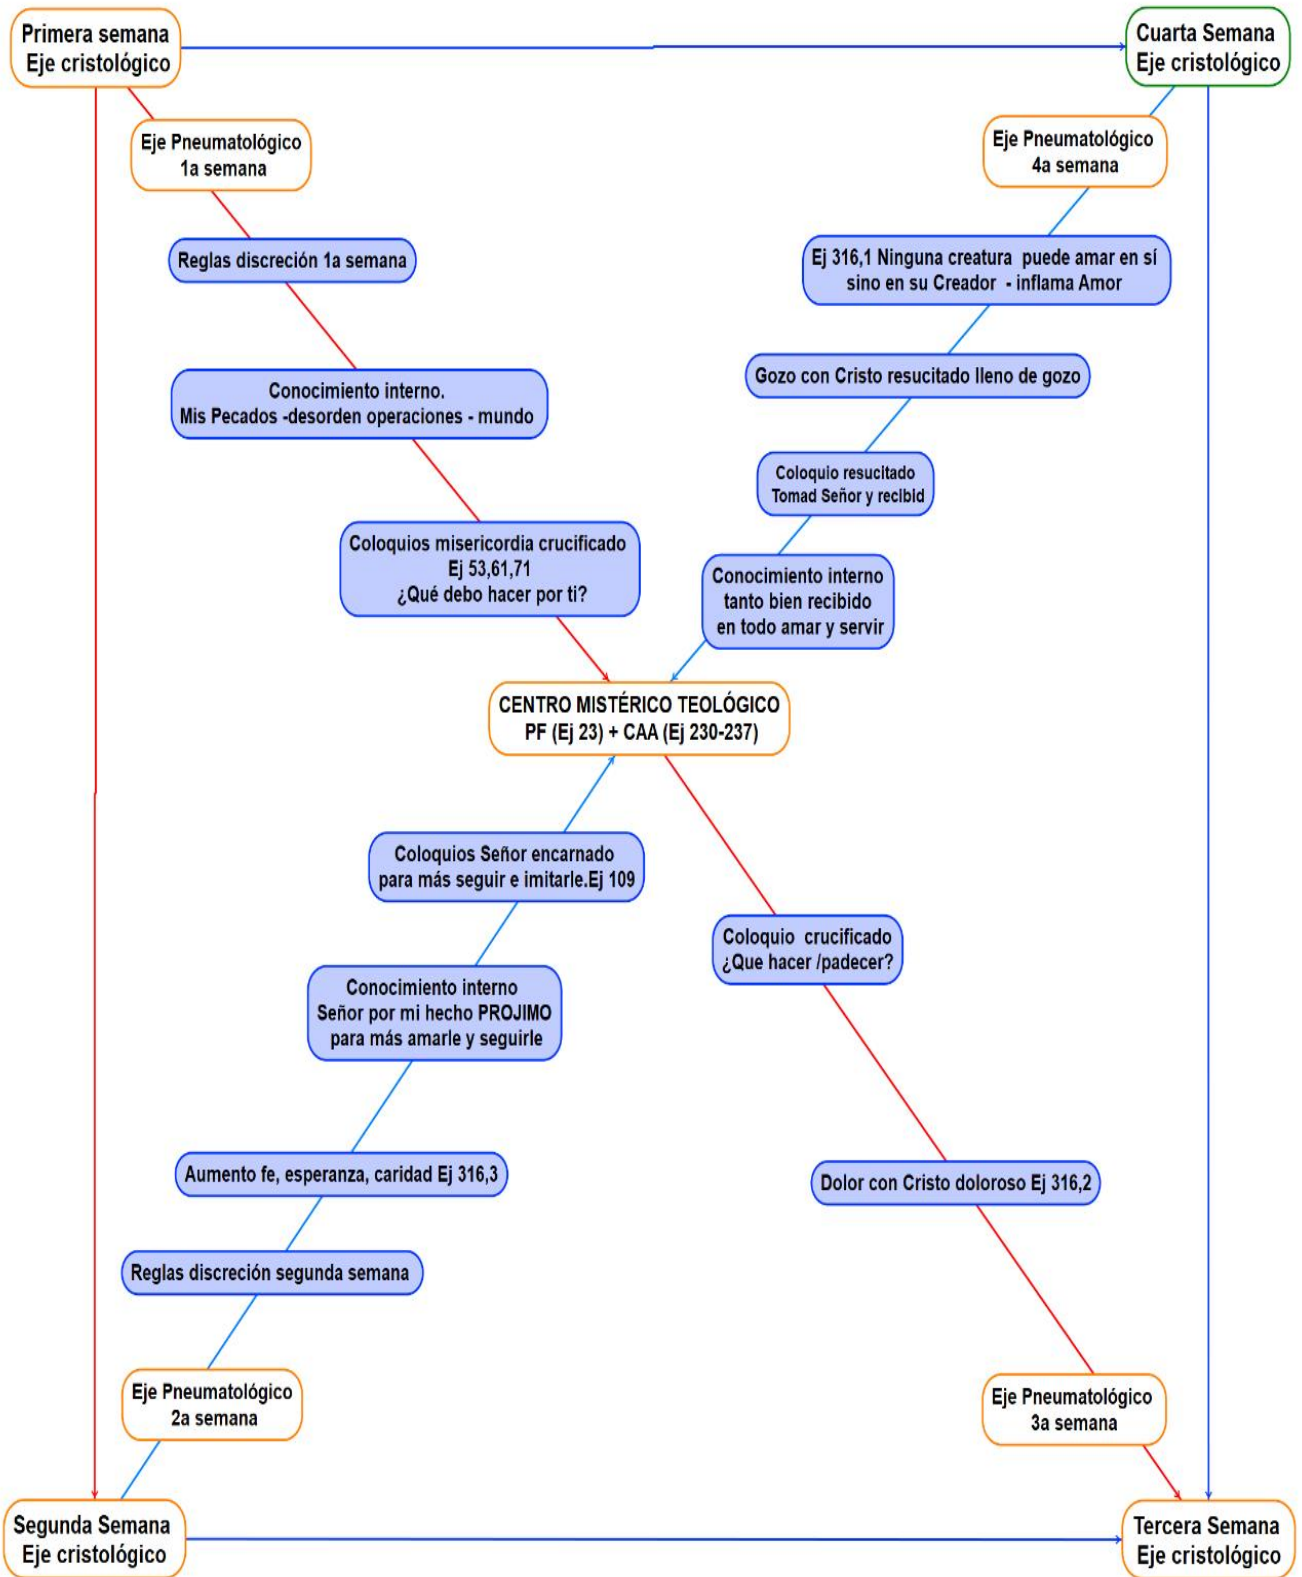 Primera semana
Eje cristológico
Cuarta Semana
Eje cristológico
Eje Pneumatológico
1a semana
Eje Pneumatológico
4a semana
Reglas discreción 1a semana
Ej 316,1 Ninguna creatura puede amar en sí
sino en su Creador - inflama Amor
Conocimiento interno.
Mis Pecados -desorden operaciones - mundo
Gozo con Cristo resucitado lleno de gozo
Coloquio resucitado
Tomad Señor y recibid
Coloquios misericordia crucificado
Ej 53,61,71
¿Qué debo hacer por ti?
Conocimiento interno
tanto bien recibido
en todo amar y servir
CENTRO MISTÉRICO TEOLÓGICO
PF (Ej 23) + CAA (Ej 230-237)
Coloquios Señor encarnado
para más seguir e imitarle.Ej 109
Coloquio crucificado
¿Que hacer /padecer?
Conocimiento interno
Señor por mi hecho PROJIMO
para más amarle y seguirle
Aumento fe, esperanza, caridad Ej 316,3
Dolor con Cristo doloroso Ej 316,2
Reglas discreción segunda semana
Eje Pneumatológico
2a semana
Eje Pneumatológico
3a semana
Segunda Semana
Eje cristológico
Tercera Semana
Eje cristológico